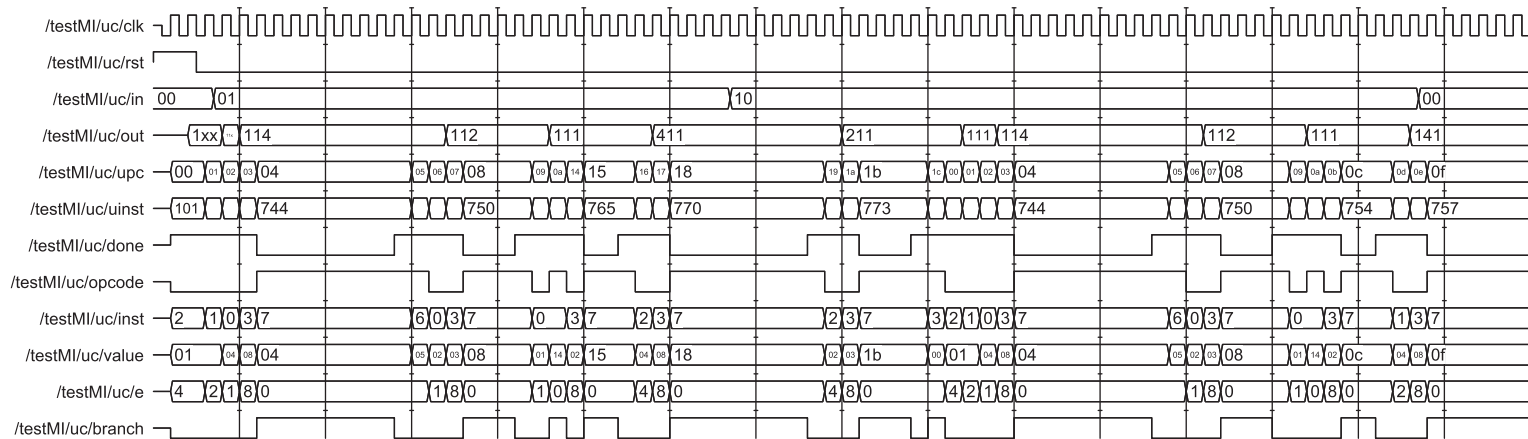 /testMI/uc/clk
/testMI/uc/rst
/testMI/uc/in 00 01 10 00
/testMI/uc/out 1xx 114 112 111 411 211 111 114 112 111 141
/testMI/uc/upc 00 01 02 03 04 05 06 07 08 09 0a 14 15 16 17 18 19 1a 1b 1c 00 01 02 03 04 05 06 07 08 09 0a 0b 0c 0d 0e 0f
/testMI/uc/uinst 101 744 750 765 770 773 744 750 754 757
/testMI/uc/done
/testMI/uc/opcode
/testMI/uc/inst 2 1 0 3 7 6 0 3 7 0 3 7 2 3 7 2 3 7 3 2 1 0 3 7 6 0 3 7 0 3 7 1 3 7
/testMI/uc/value 01 04 08 04 05 02 03 08 01 14 02 15 04 08 18 02 03 1b 00 01 04 08 04 05 02 03 08 01 14 02 0c 04 08 0f
/testMI/uc/e 4 2 1 8 0 1 8 0 1 0 8 0 4 8 0 4 8 0 4 2 1 8 0 1 8 0 1 0 8 0 2 8 0
/testMI/uc/branch